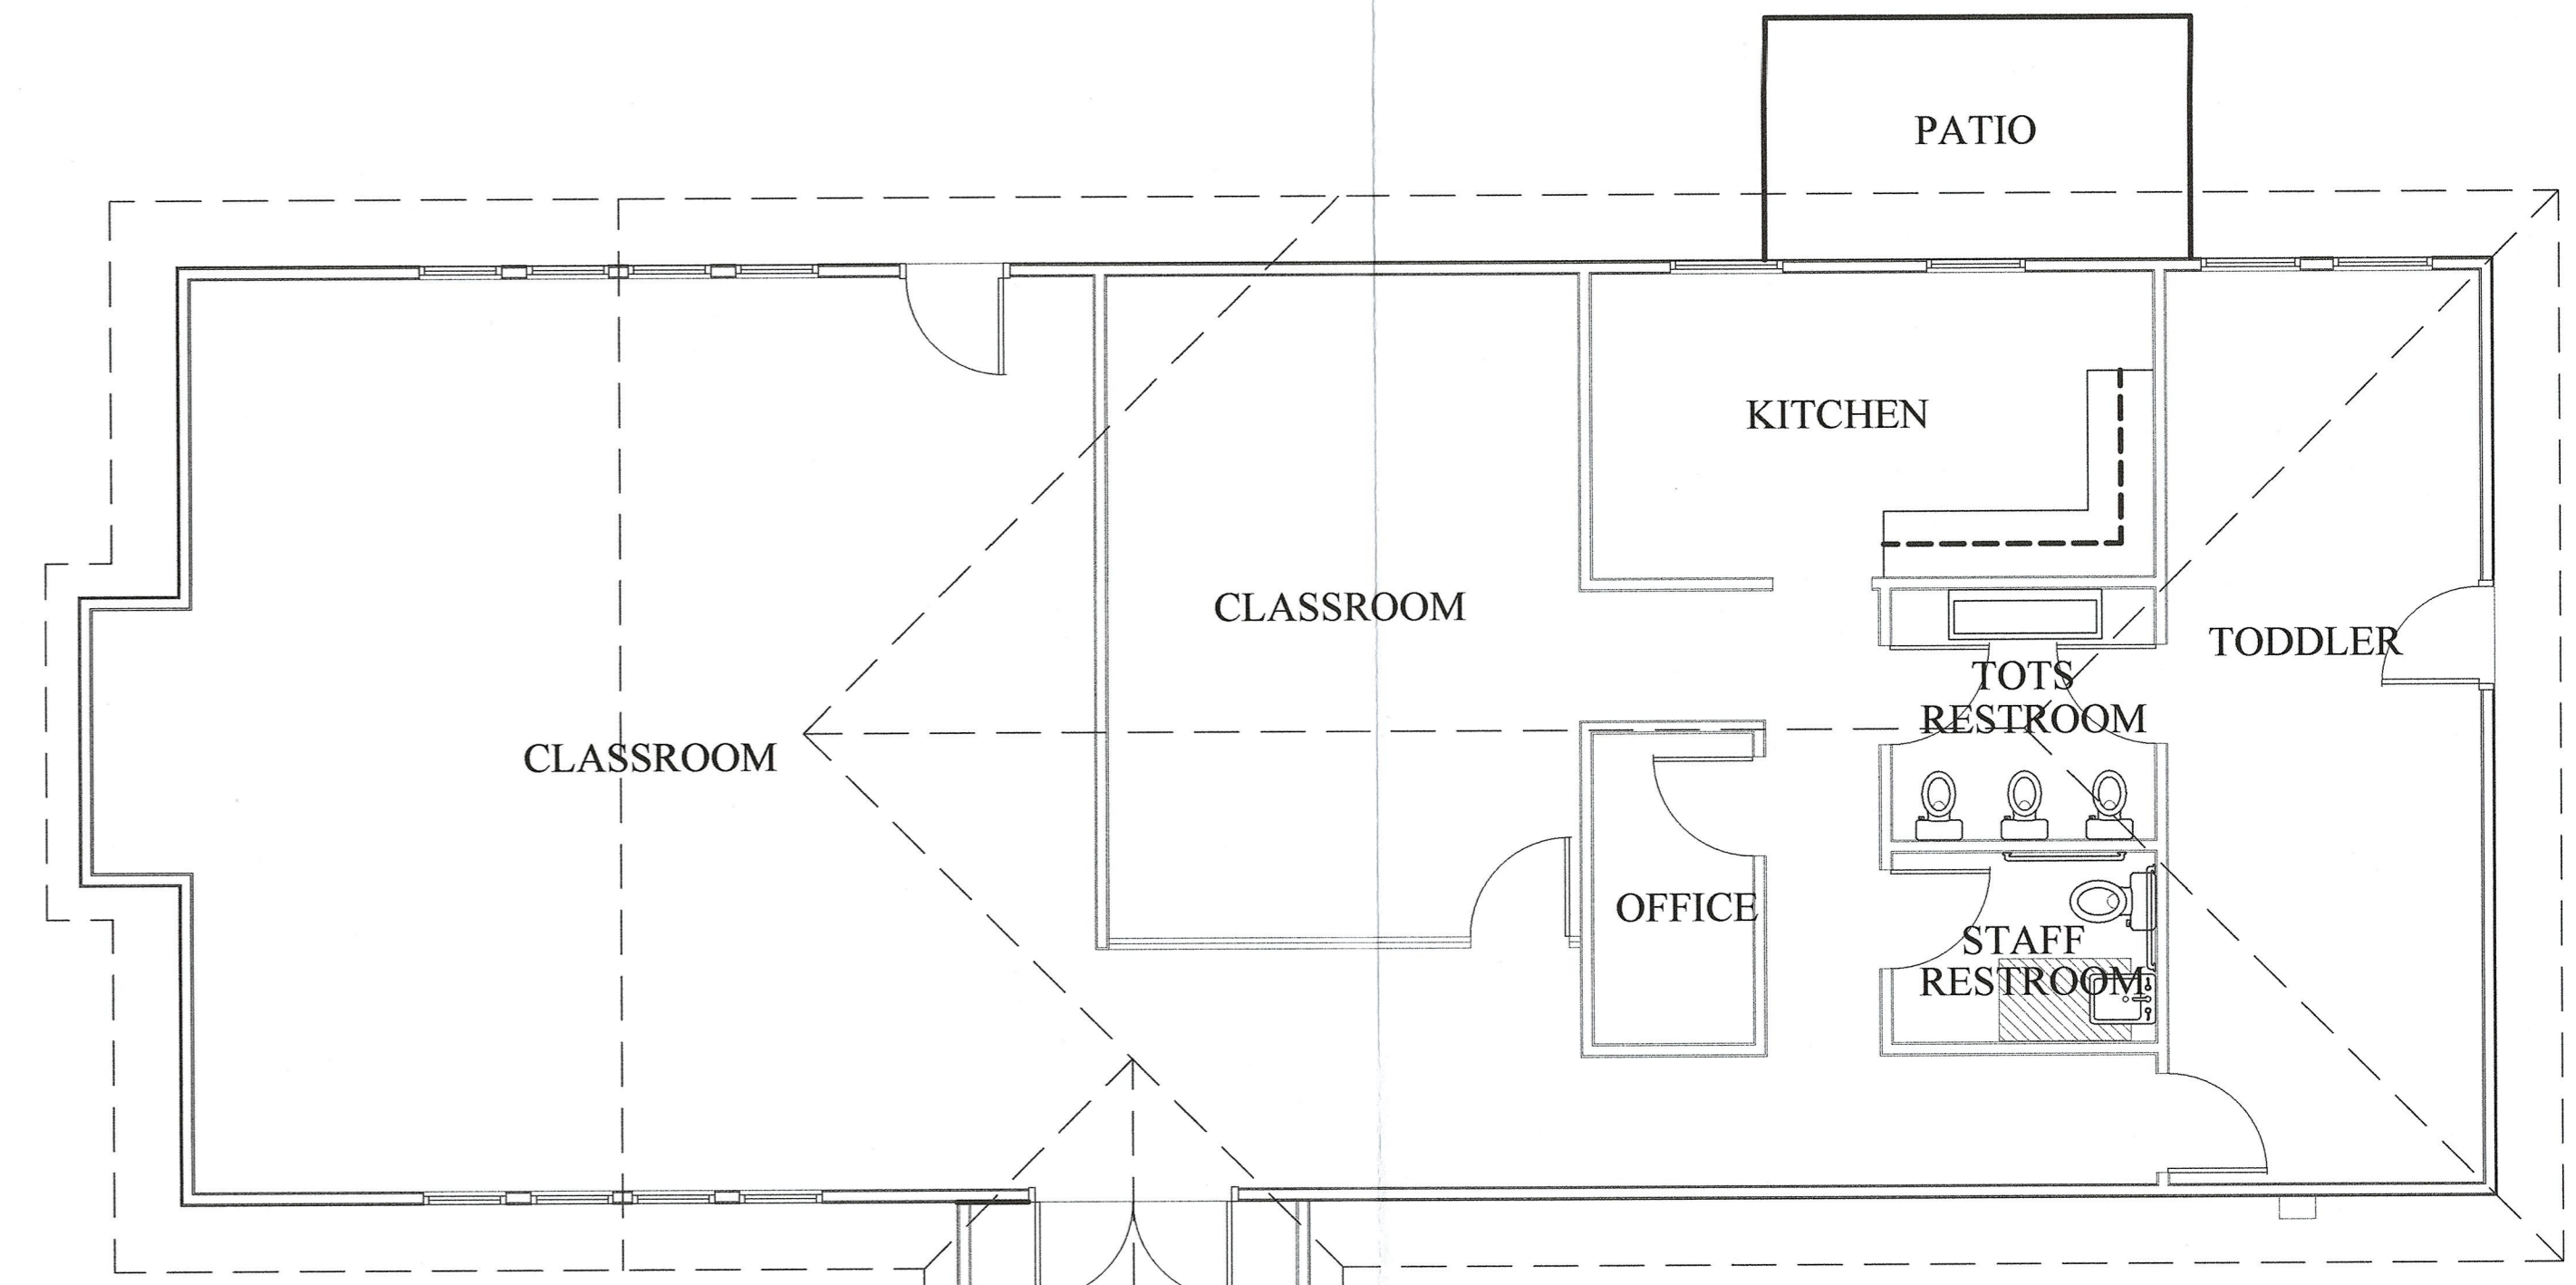 PATIO
KITCHEN
CLASSROOM
TODDLER
TOTS
RESTROOM
CLASSROOM
OFFICE
STAFF
RESTROOM